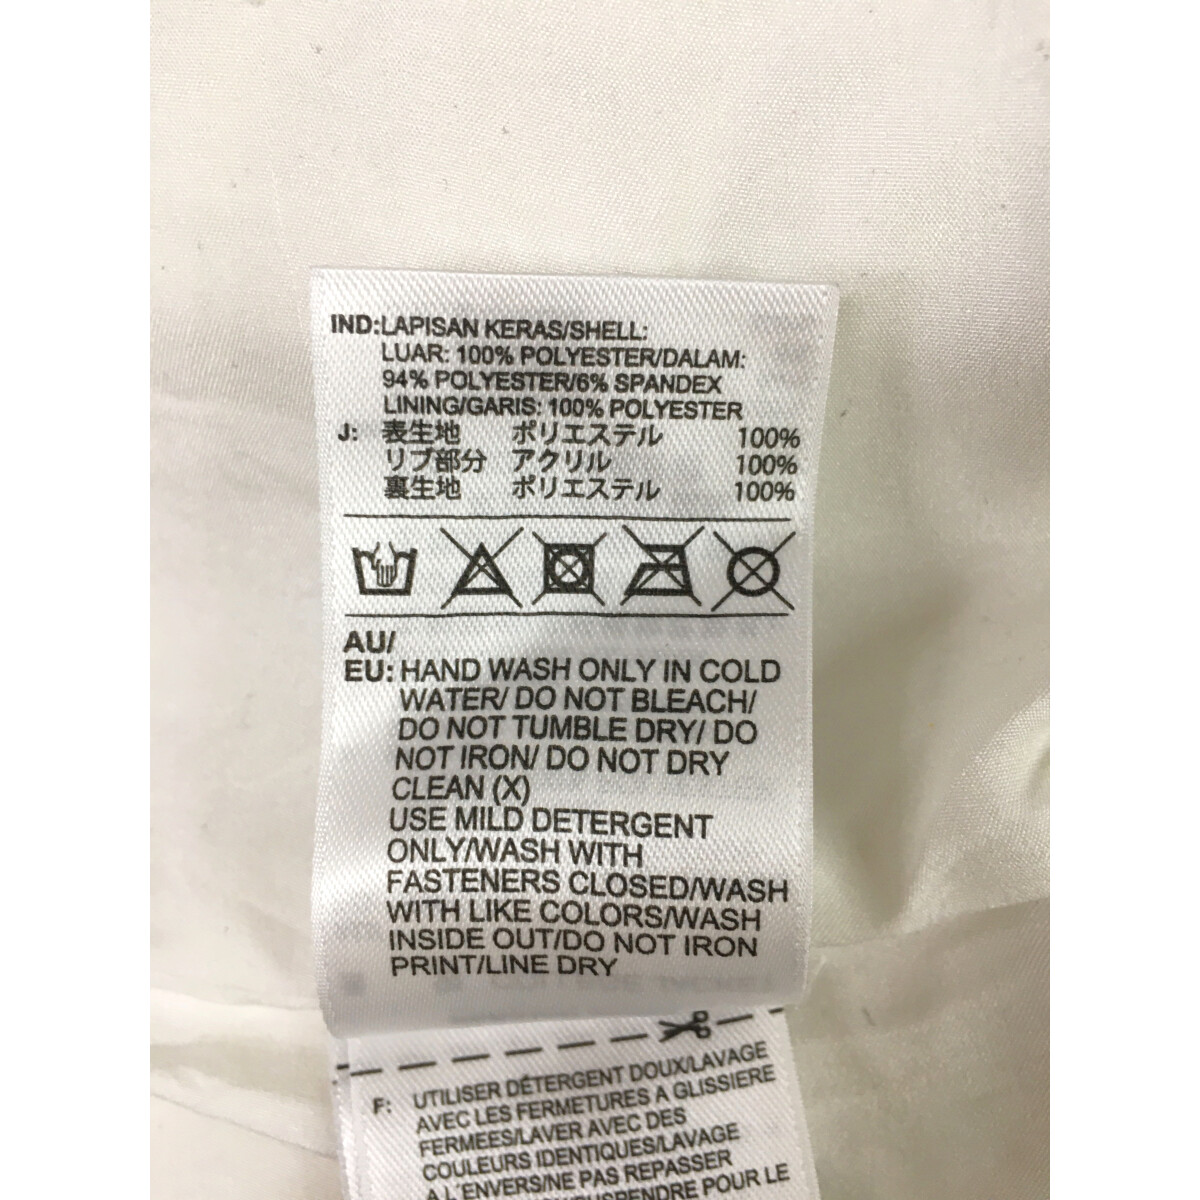 IND:LAPISAN KERAS/SHELL:
LUAR: 100% POLYESTER/DALAM:
94% POLYESTER/6% SPANDEX
LINING/GARIS: 100% POLYESTER
J: 表生地 ポリエステル 100%
リブ部分 アクリル 100%
裏生地 ポリエステル 100%
AU/
EU: HAND WASH ONLY IN COLD
WATER/ DO NOT BLEACH/
DO NOT TUMBLE DRY/ DO
NOT IRON/ DO NOT DRY
CLEAN (X)
USE MILD DETERGENT
ONLY/WASH WITH
FASTENERS CLOSED/WASH
WITH LIKE COLORS/WASH
INSIDE OUT/DO NOT IRON
PRINT/LINE DRY
F: UTILISER DÉTERGENT DOUX/LAVAGE
AVEC LES FERMETURES A GLISSIERE
FERMEES/LAVER AVEC DES
COULEURS IDENTIQUES/LAVAGE
A L'ENVERS/NE PAS REPASSER
POUR LE